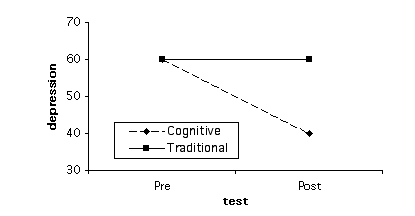 70
60
50
40
30
depression
Cognitive
Traditional
Pre
Post
test